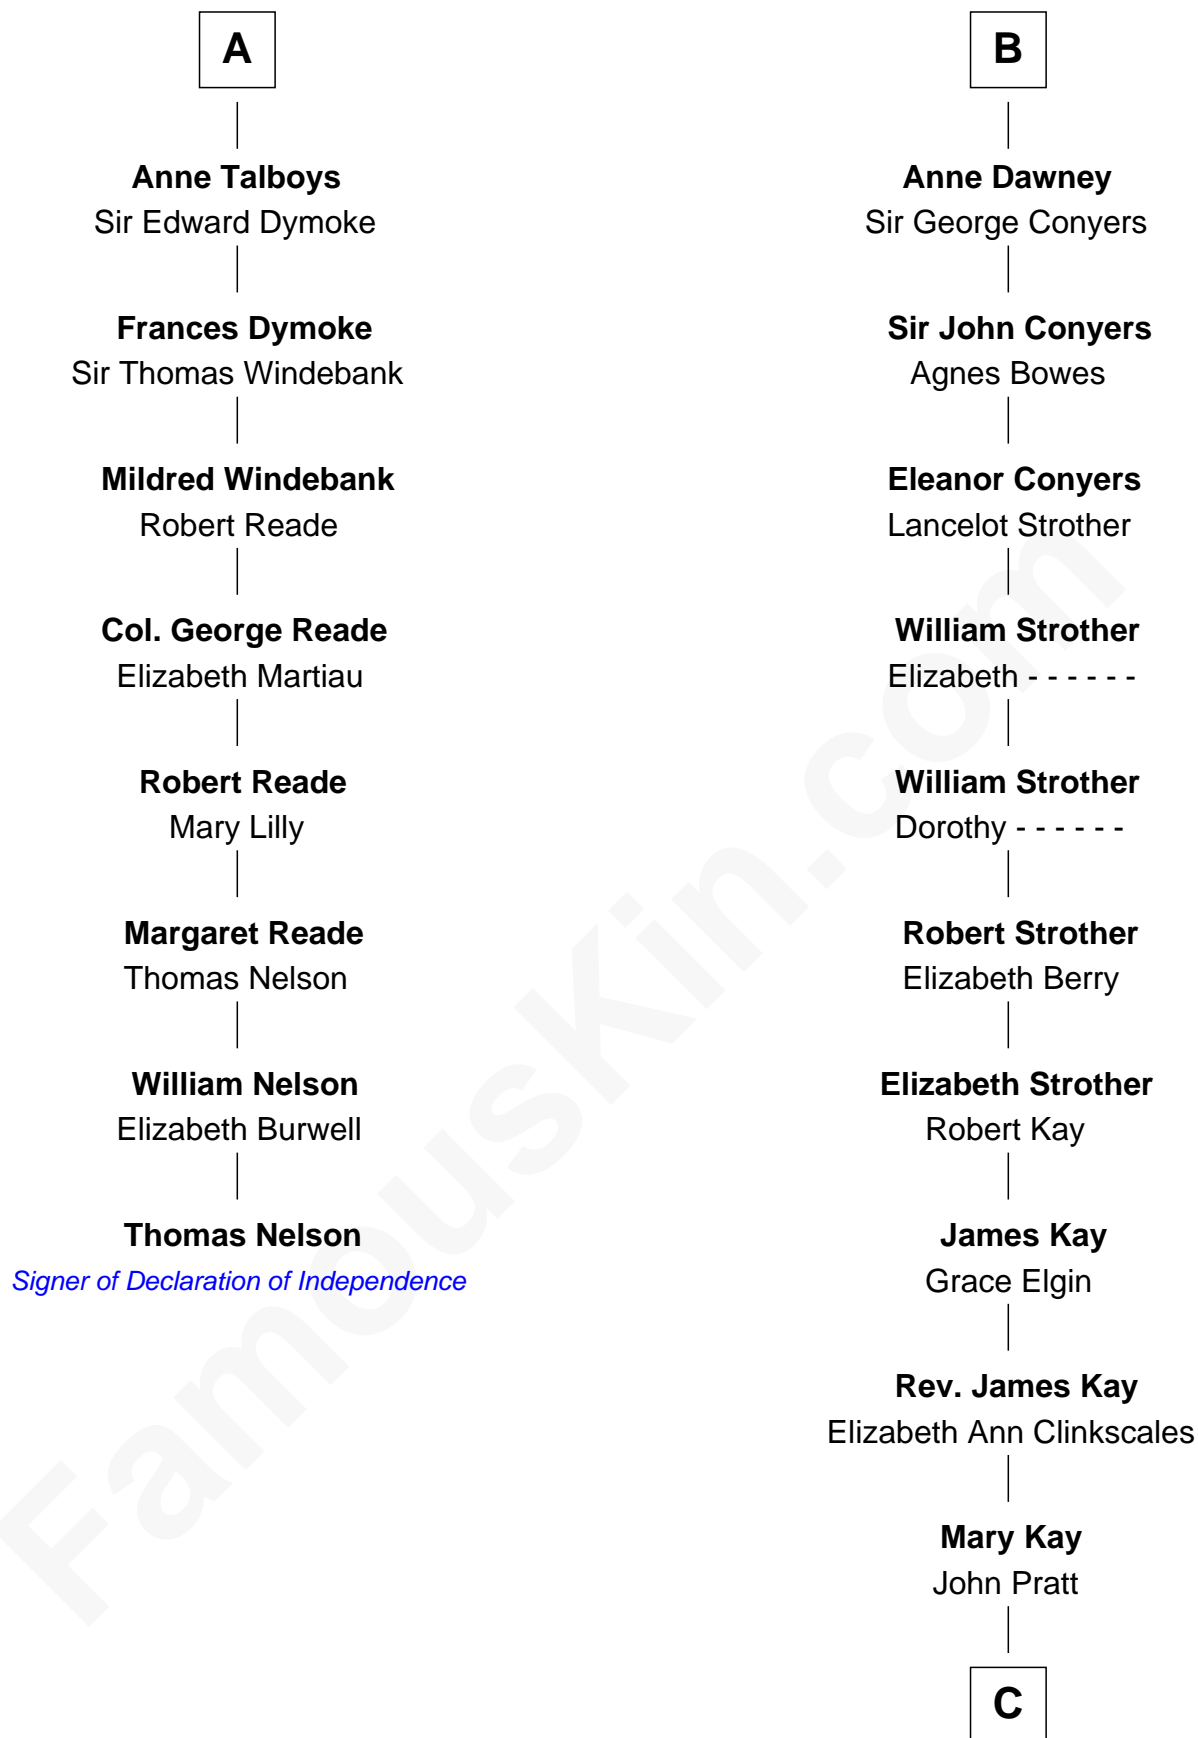 A
Anne Talboys
Sir Edward Dymoke
Frances Dymoke
Sir Thomas Windebank
Mildred Windebank
Robert Reade
Col. George Reade
Elizabeth Martiau
Robert Reade
Mary Lilly
Margaret Reade
Thomas Nelson
William Nelson
Elizabeth Burwell
Thomas Nelson
Signer of Declaration of Independence
B
Anne Dawney
Sir George Conyers
Sir John Conyers
Agnes Bowes
Eleanor Conyers
Lancelot Strother
William Strother
Elizabeth - - - - - -
William Strother
Dorothy - - - - - -
Robert Strother
Elizabeth Berry
Elizabeth Strother
Robert Kay
James Kay
Grace Elgin
Rev. James Kay
Elizabeth Ann Clinkscales
Mary Kay
John Pratt
C
FamousKin.com